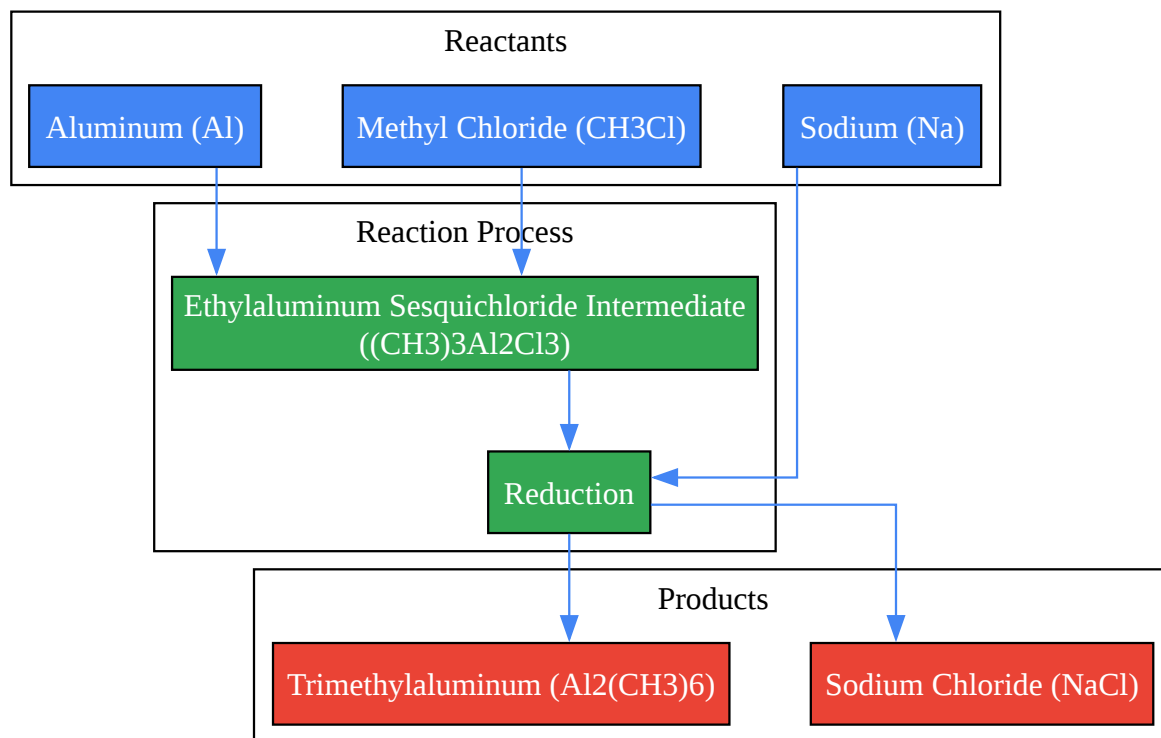 Reactants
Aluminum (Al)
Methyl Chloride (CH3Cl)
Sodium (Na)
Reaction Process
Ethylaluminum Sesquichloride Intermediate
((CH3)3Al2Cl3)
Reduction
Products
Trimethylaluminum (Al2(CH3)6)
Sodium Chloride (NaCl)